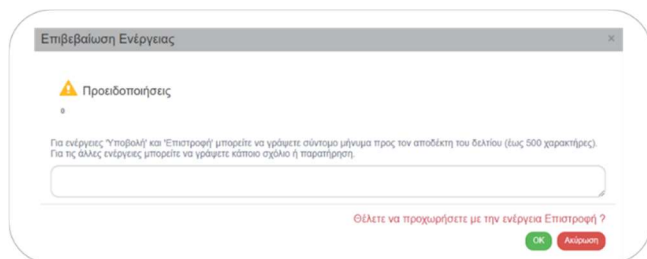 Επιβεβαίωση Ενέργειας ×
Προειδοποιήσεις
Για ενέργειες 'Υποβολή' και 'Επιστροφή' μπορείτε να γράψετε σύντομο μήνυμα προς τον αποδέκτη του δελτίου (έως 500 χαρακτήρες).
Για τις άλλες ενέργειες μπορείτε να γράψετε κάποιο σχόλιο ή παρατήρηση.
Θέλετε να προχωρήσετε με την ενέργεια Επιστροφή ?
OK Ακύρωση